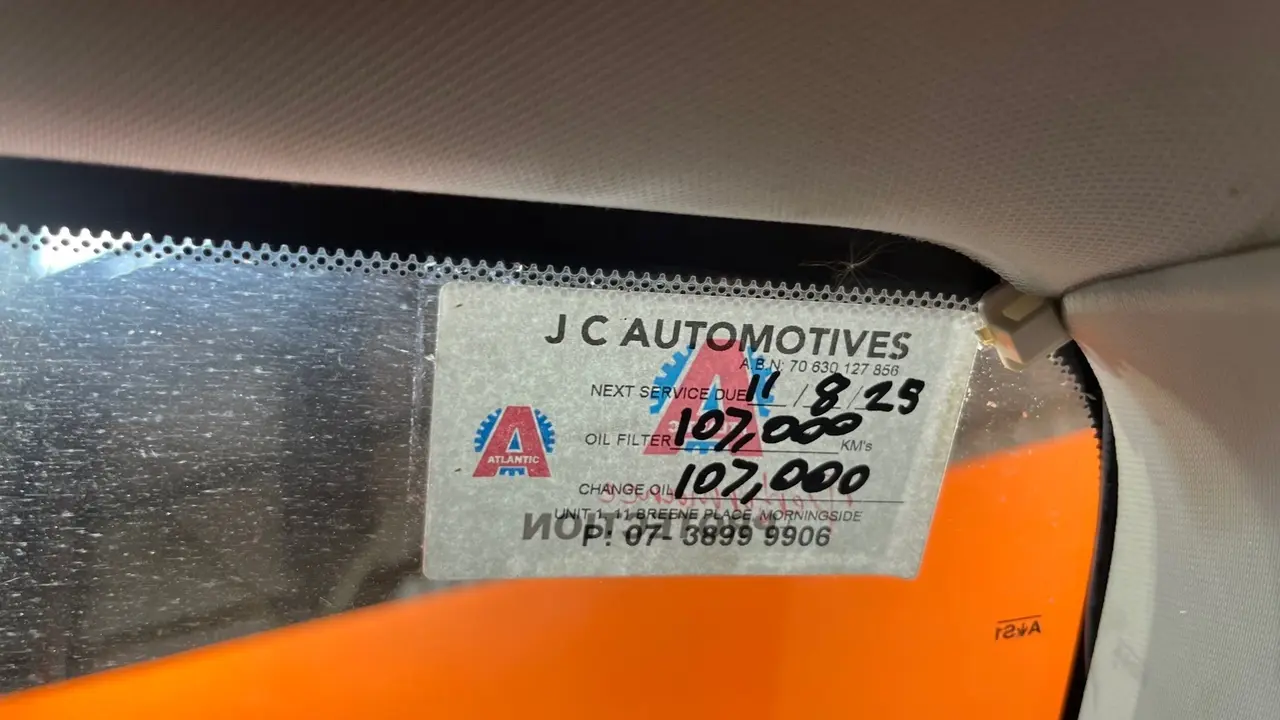 J C AUTOMOTIVES
A.B.N: 70 630 127 856
NEXT SERVICE DUE 11 / 8 / 25
OIL FILTER 107,000 KM's
ATLANTIC
CHANGE OIL 107,000
UNIT 1, 11 BREENE PLACE, MORNINGSIDE
P: 07- 3899 9906
AS1